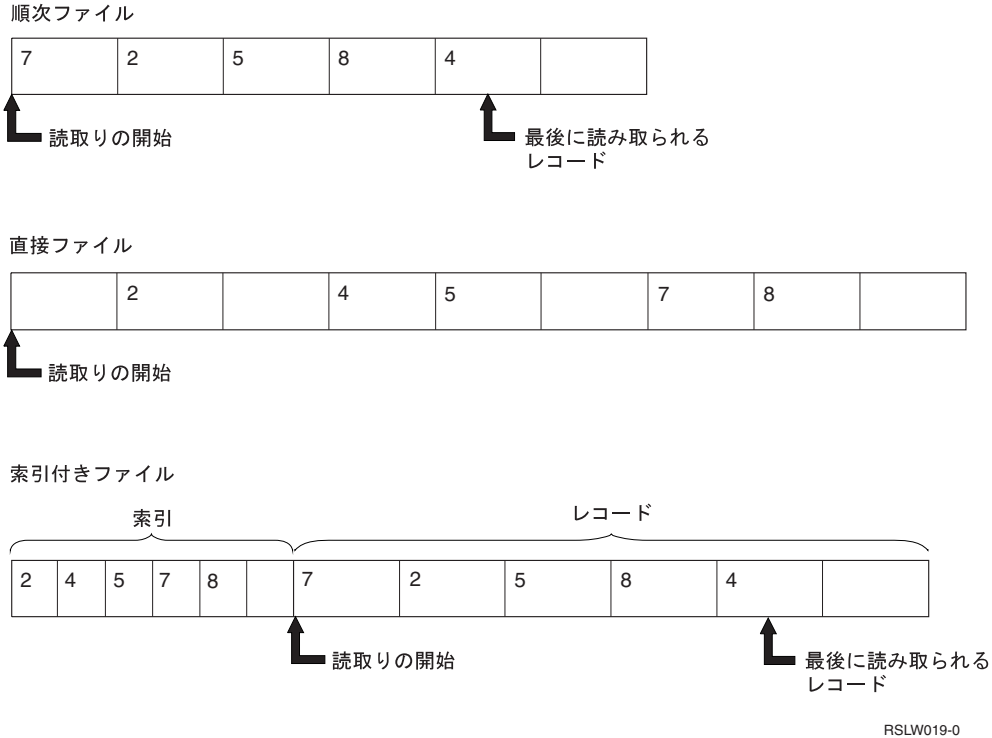 順次ファイル
7 2 5 8 4
読取りの開始
最後に読み取られる
レコード
直接ファイル
2 4 5 7 8
読取りの開始
索引付きファイル
索引 レコード
2 4 5 7 8 7 2 5 8 4
読取りの開始
最後に読み取られる
レコード
RSLW019-0